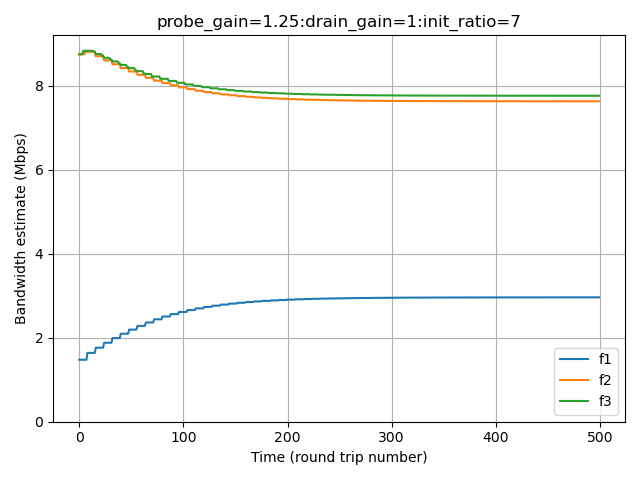 probe_gain=1.25:drain_gain=1:init_ratio=7
Bandwidth estimate (Mbps)
8
6
4
2
0
0 100 200 300 400 500
Time (round trip number)
f1
f2
f3